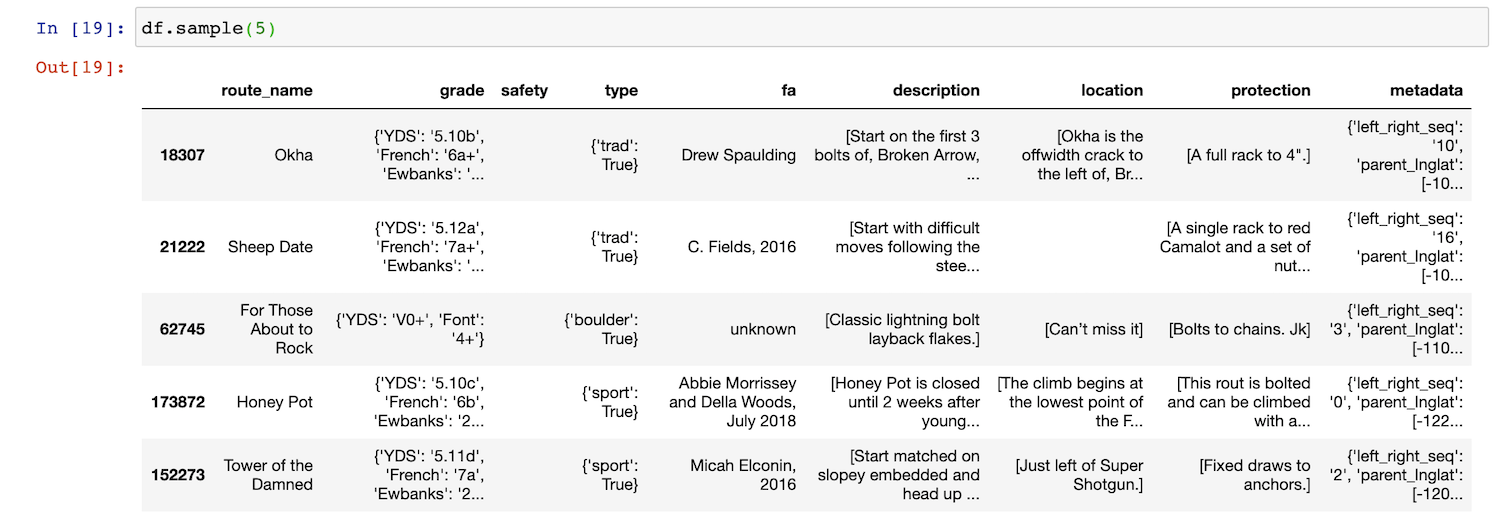 In [19]: df.sample(5)
Out[19]:
route_name grade safety type fa description location protection metadata
18307 Okha {'YDS': '5.10b', 'French': '6a+', 'Ewbanks': '... {'trad': True} Drew Spaulding [Start on the first 3 bolts of, Broken Arrow, ... [Okha is the offwidth crack to the left of, Br... [A full rack to 4".] {'left_right_seq': '10', 'parent_lnglat': [-10...
21222 Sheep Date {'YDS': '5.12a', 'French': '7a+', 'Ewbanks': '... {'trad': True} C. Fields, 2016 [Start with difficult moves following the stee... [A single rack to red Camalot and a set of nut... {'left_right_seq': '16', 'parent_lnglat': [-10...
62745 For Those About to Rock {'YDS': 'V0+', 'Font': '4+'} {'boulder': True} unknown [Classic lightning bolt layback flakes.] [Can't miss it] [Bolts to chains. Jk] {'left_right_seq': '3', 'parent_lnglat': [-110...
173872 Honey Pot {'YDS': '5.10c', 'French': '6b', 'Ewbanks': '2... {'sport': True} Abbie Morrissey and Della Woods, July 2018 [Honey Pot is closed until 2 weeks after young... [The climb begins at the lowest point of the F... [This rout is bolted and can be climbed with a... {'left_right_seq': '0', 'parent_lnglat': [-122...
152273 Tower of the Damned {'YDS': '5.11d', 'French': '7a', 'Ewbanks': '2... {'sport': True} Micah Elconin, 2016 [Start matched on slopey embedded and head up ... [Just left of Super Shotgun.] [Fixed draws to anchors.] {'left_right_seq': '2', 'parent_lnglat': [-120...